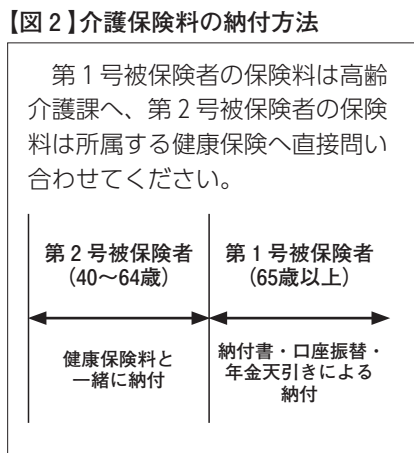 【図2】介護保険料の納付方法
第1号被保険者の保険料は高齢
介護課へ、第2号被保険者の保険
料は所属する健康保険へ直接問い
合わせてください。
第2号被保険者
(40〜64歳)
第1号被保険者
(65歳以上)
健康保険料と
一緒に納付
納付書・口座振替・
年金天引きによる
納付